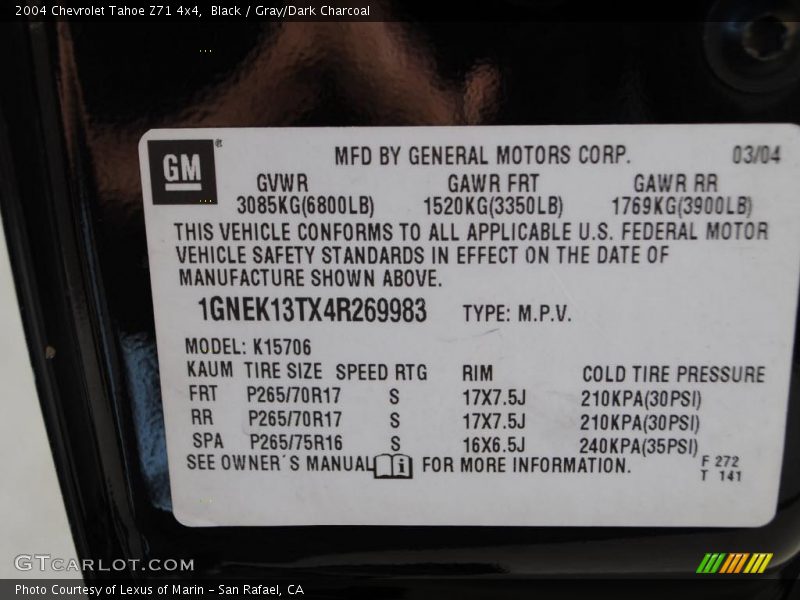 2004 Chevrolet Tahoe Z71 4x4, Black / Gray/Dark Charcoal
GM
MFD BY GENERAL MOTORS CORP. 03/04
GVWR GAWR FRT GAWR RR
3085KG(6800LB) 1520KG(3350LB) 1769KG(3900LB)
THIS VEHICLE CONFORMS TO ALL APPLICABLE U.S. FEDERAL MOTOR
VEHICLE SAFETY STANDARDS IN EFFECT ON THE DATE OF
MANUFACTURE SHOWN ABOVE.
1GNEK13TX4R269983 TYPE: M.P.V.
MODEL: K15706
KAUM TIRE SIZE SPEED RTG RIM COLD TIRE PRESSURE
FRT P265/70R17 S 17X7.5J 210KPA(30PSI)
RR P265/70R17 S 17X7.5J 210KPA(30PSI)
SPA P265/75R16 S 16X6.5J 240KPA(35PSI)
SEE OWNER´S MANUAL i FOR MORE INFORMATION.
F 272
T 141
GTCARLOT.COM
Photo Courtesy of Lexus of Marin - San Rafael, CA